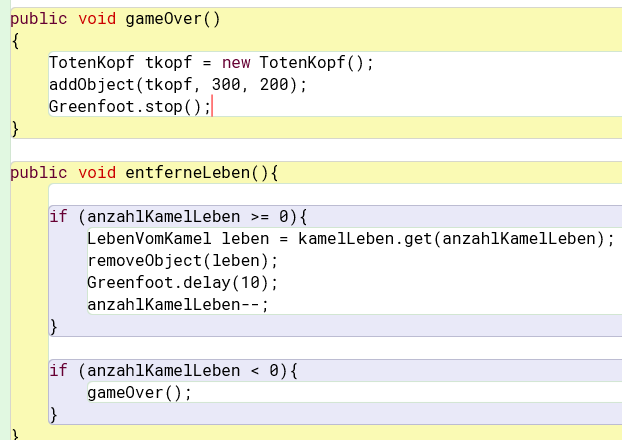 public void gameOver()
{
    TotenKopf tkopf = new TotenKopf();
    addObject(tkopf, 300, 200);
    Greenfoot.stop();
}
public void entferneLeben(){
    if (anzahlKamelLeben >= 0){
        LebenVomKamel leben = kamelLeben.get(anzahlKamelLeben);
        removeObject(leben);
        Greenfoot.delay(10);
        anzahlKamelLeben--;
    }
    if (anzahlKamelLeben < 0){
        gameOver();
    }
}